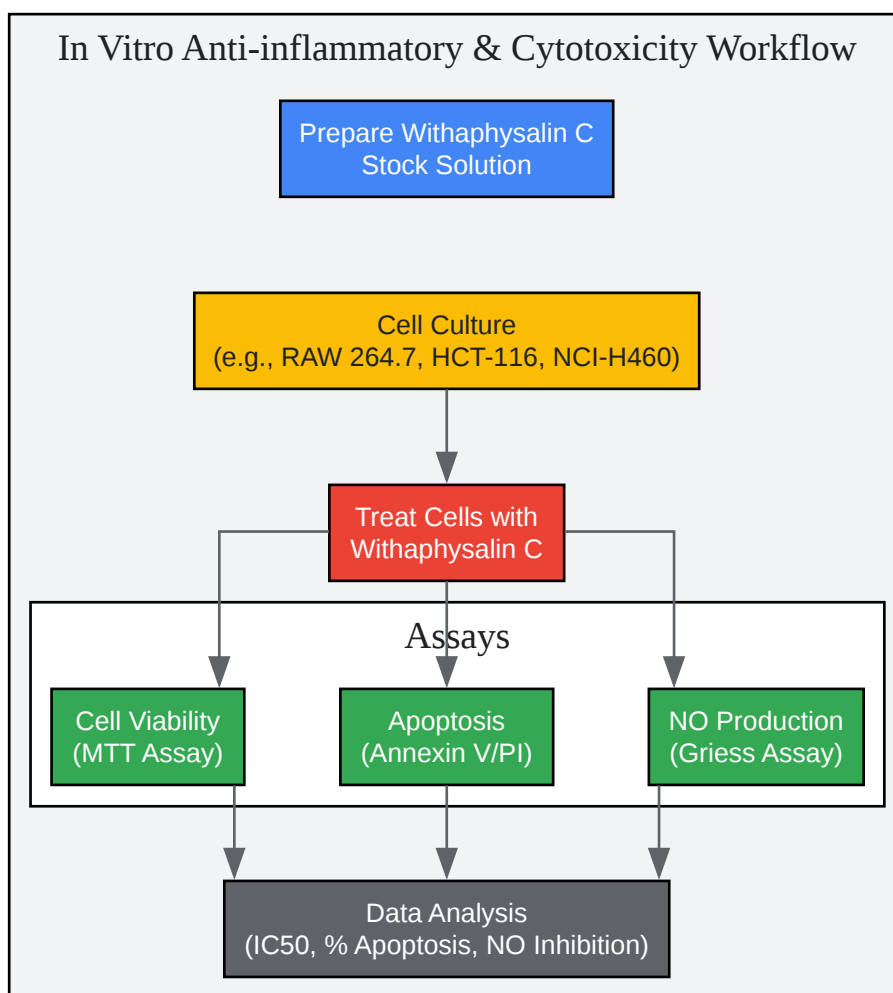 In Vitro Anti-inflammatory & Cytotoxicity Workflow
Prepare Withaphysalin C
Stock Solution
Cell Culture
(e.g., RAW 264.7, HCT-116, NCI-H460)
Treat Cells with
Withaphysalin C
Assays
Cell Viability
(MTT Assay)
Apoptosis
(Annexin V/PI)
NO Production
(Griess Assay)
Data Analysis
(IC50, % Apoptosis, NO Inhibition)